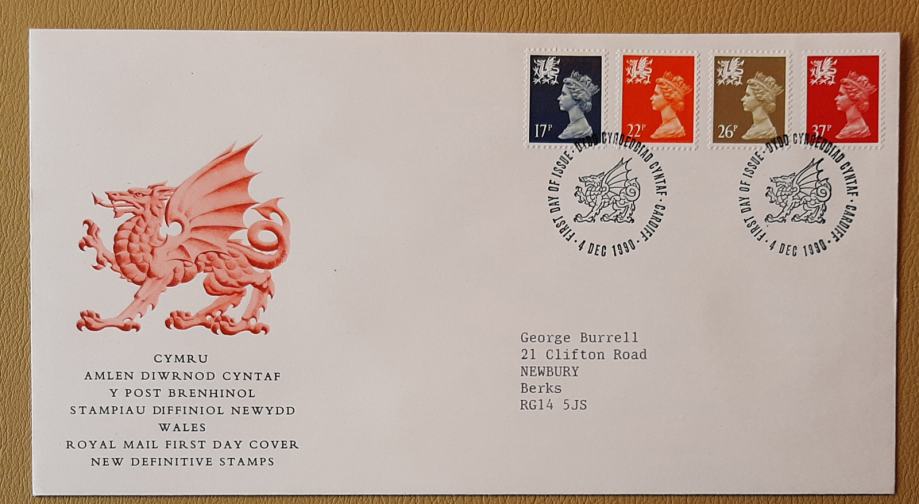 17P
22P
26P
37P
FIRST DAY OF ISSUE · DYDD CYHOEDDIAD CYNTAF · CARDIFF ·
4 DEC 1990
FIRST DAY OF ISSUE · DYDD CYHOEDDIAD CYNTAF · CARDIFF ·
4 DEC 1990
George Burrell
21 Clifton Road
NEWBURY
Berks
RG14 5JS
CYMRU
AMLEN DIWRNOD CYNTAF
Y POST BRENHINOL
STAMPIAU DIFFINIOL NEWYDD
WALES
ROYAL MAIL FIRST DAY COVER
NEW DEFINITIVE STAMPS